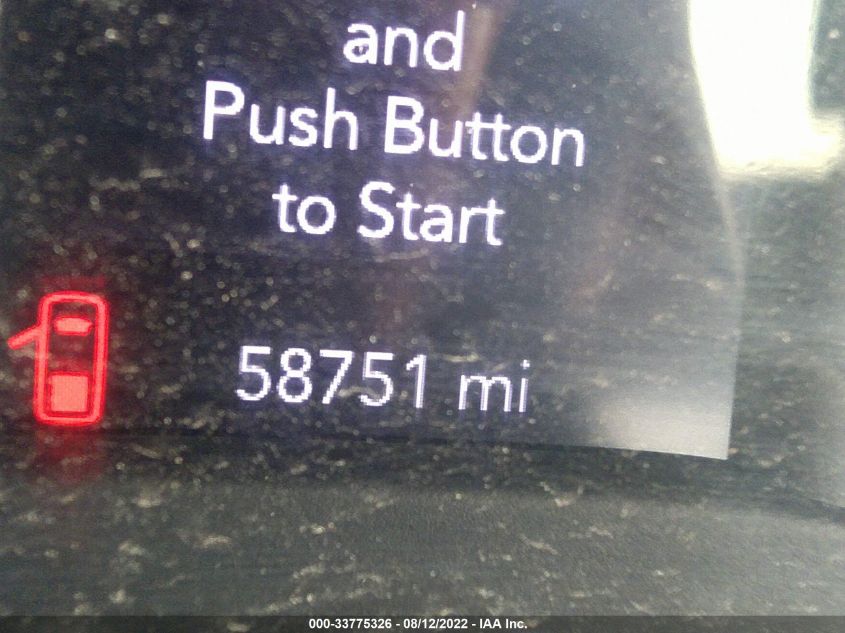 and
Push Button
to Start
58751 mi
000-33775326 - 08/12/2022 - IAA Inc.